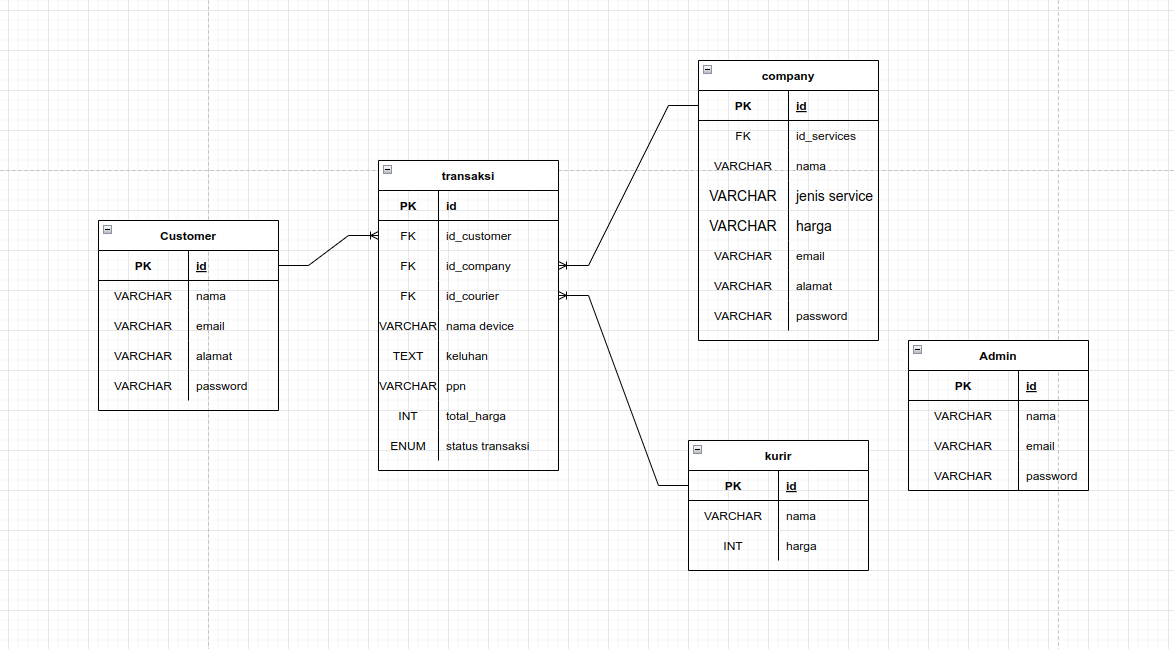 Customer
PK id
VARCHAR nama
VARCHAR email
VARCHAR alamat
VARCHAR password
transaksi
PK id
FK id_customer
FK id_company
FK id_courier
VARCHAR nama device
TEXT keluhan
VARCHAR ppn
INT total_harga
ENUM status transaksi
company
PK id
FK id_services
VARCHAR nama
VARCHAR jenis service
VARCHAR harga
VARCHAR email
VARCHAR alamat
VARCHAR password
kurir
PK id
VARCHAR nama
INT harga
Admin
PK id
VARCHAR nama
VARCHAR email
VARCHAR password